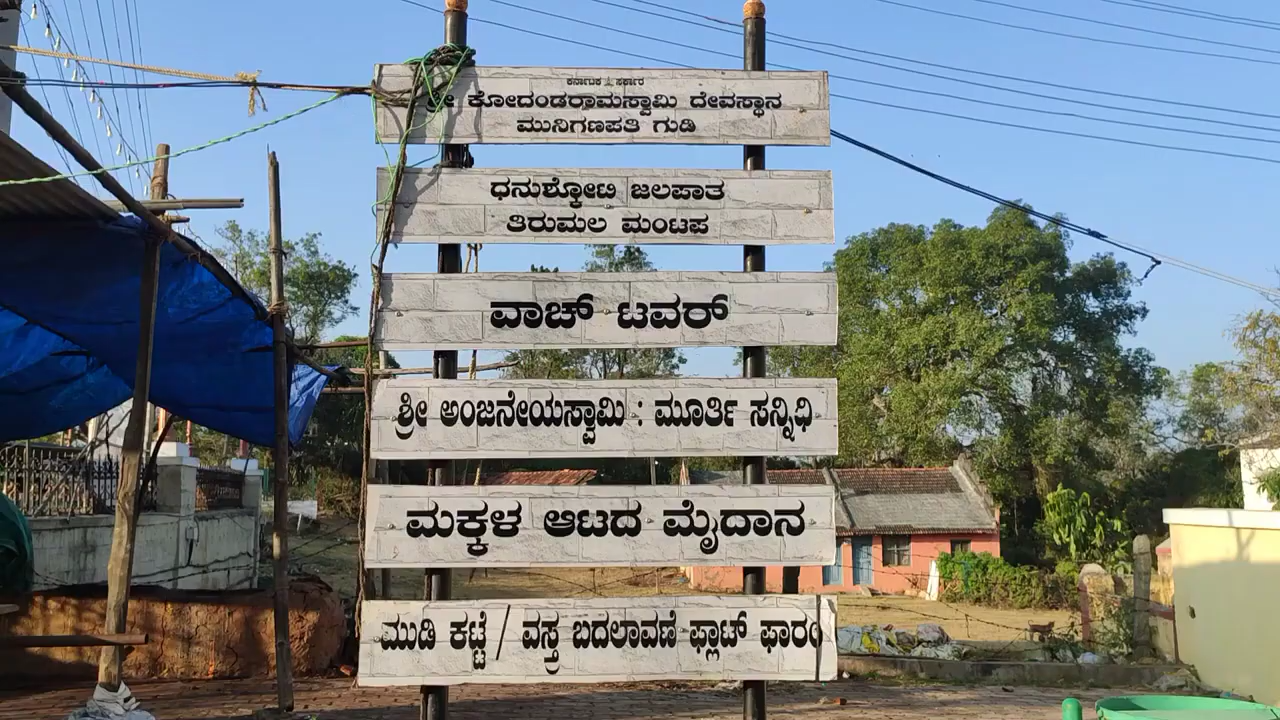 ಕರ್ನಾಟಕ ಸರ್ಕಾರ
ಶ್ರೀ ಕೋದಂಡರಾಮಸ್ವಾಮಿ ದೇವಸ್ಥಾನ
ಮುನಿಗಣಪತಿ ಗುಡಿ
ಧನುಶ್ಕೋಟಿ ಜಲಪಾತ
ತಿರುಮಲ ಮಂಟಪ
ವಾಚ್ ಟವರ್
ಶ್ರೀ ಅಂಜನೇಯಸ್ವಾಮಿ : ಮೂರ್ತಿ ಸನ್ನಿಧಿ
ಮಕ್ಕಳ ಆಟದ ಮೈದಾನ
ಮುಡಿ ಕಟ್ಟೆ / ವಸ್ತ್ರ ಬದಲಾವಣೆ ಫ್ಲಾಟ್ ಫಾರಂ